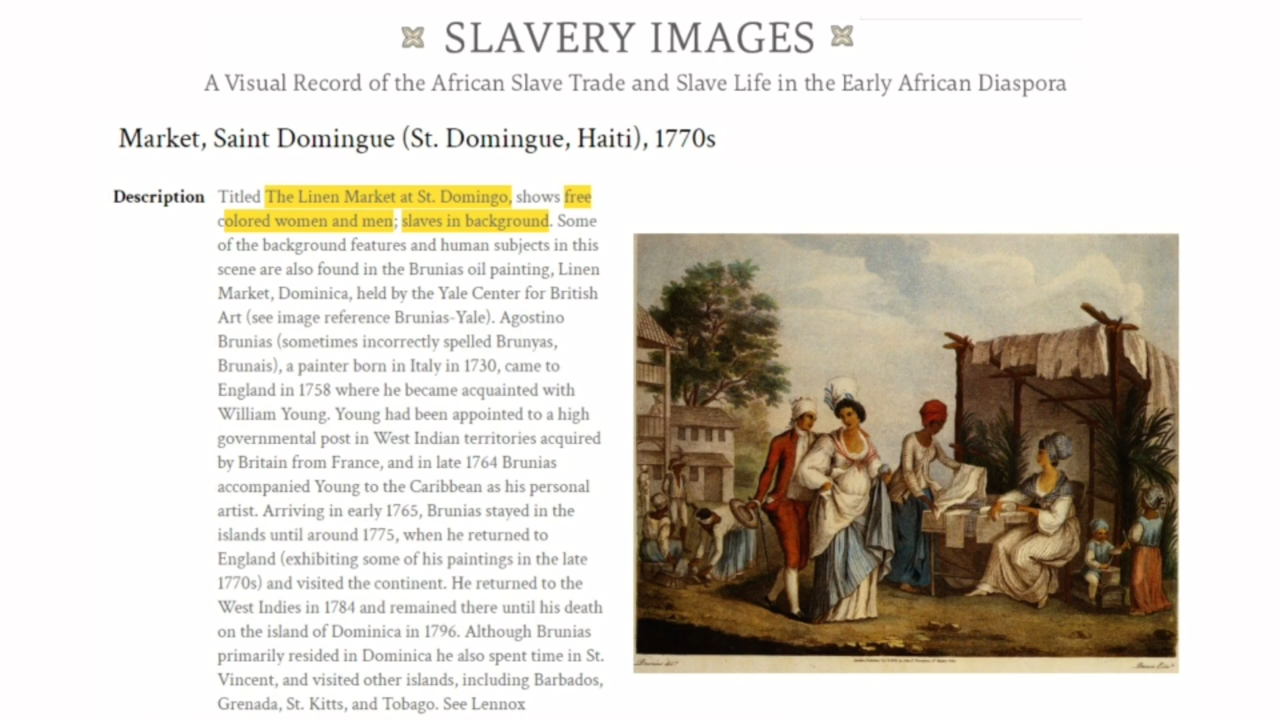 SLAVERY IMAGES
A Visual Record of the African Slave Trade and Slave Life in the Early African Diaspora
Market, Saint Domingue (St. Domingue, Haiti), 1770s
Description Titled The Linen Market at St. Domingo, shows free
colored women and men; slaves in background. Some
of the background features and human subjects in this
scene are also found in the Brunias oil painting, Linen
Market, Dominica, held by the Yale Center for British
Art (see image reference Brunias-Yale). Agostino
Brunias (sometimes incorrectly spelled Brunyas,
Brunais), a painter born in Italy in 1730, came to
England in 1758 where he became acquainted with
William Young. Young had been appointed to a high
governmental post in West Indian territories acquired
by Britain from France, and in late 1764 Brunias
accompanied Young to the Caribbean as his personal
artist. Arriving in early 1765, Brunias stayed in the
islands until around 1775, when he returned to
England (exhibiting some of his paintings in the late
1770s) and visited the continent. He returned to the
West Indies in 1784 and remained there until his death
on the island of Dominica in 1796. Although Brunias
primarily resided in Dominica he also spent time in St.
Vincent, and visited other islands, including Barbados,
Grenada, St. Kitts, and Tobago. See Lennox